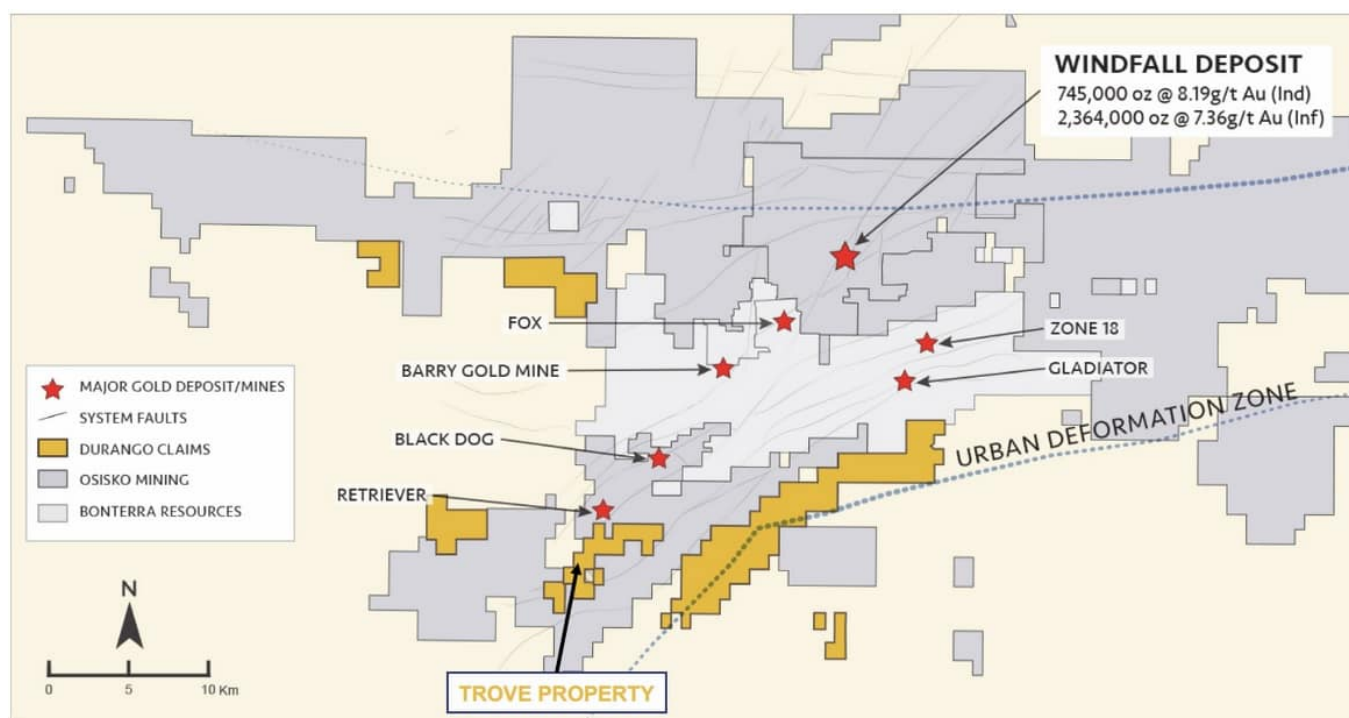 WINDFALL DEPOSIT
745,000 oz @ 8.19g/t Au (Ind)
2,364,000 oz @ 7.36g/t Au (Inf)
FOX
ZONE 18
BARRY GOLD MINE
GLADIATOR
BLACK DOG
URBAN DEFORMATION ZONE
RETRIEVER
MAJOR GOLD DEPOSIT/MINES
SYSTEM FAULTS
DURANGO CLAIMS
OSISKO MINING
BONTERRA RESOURCES
N
0 5 10 Km
TROVE PROPERTY